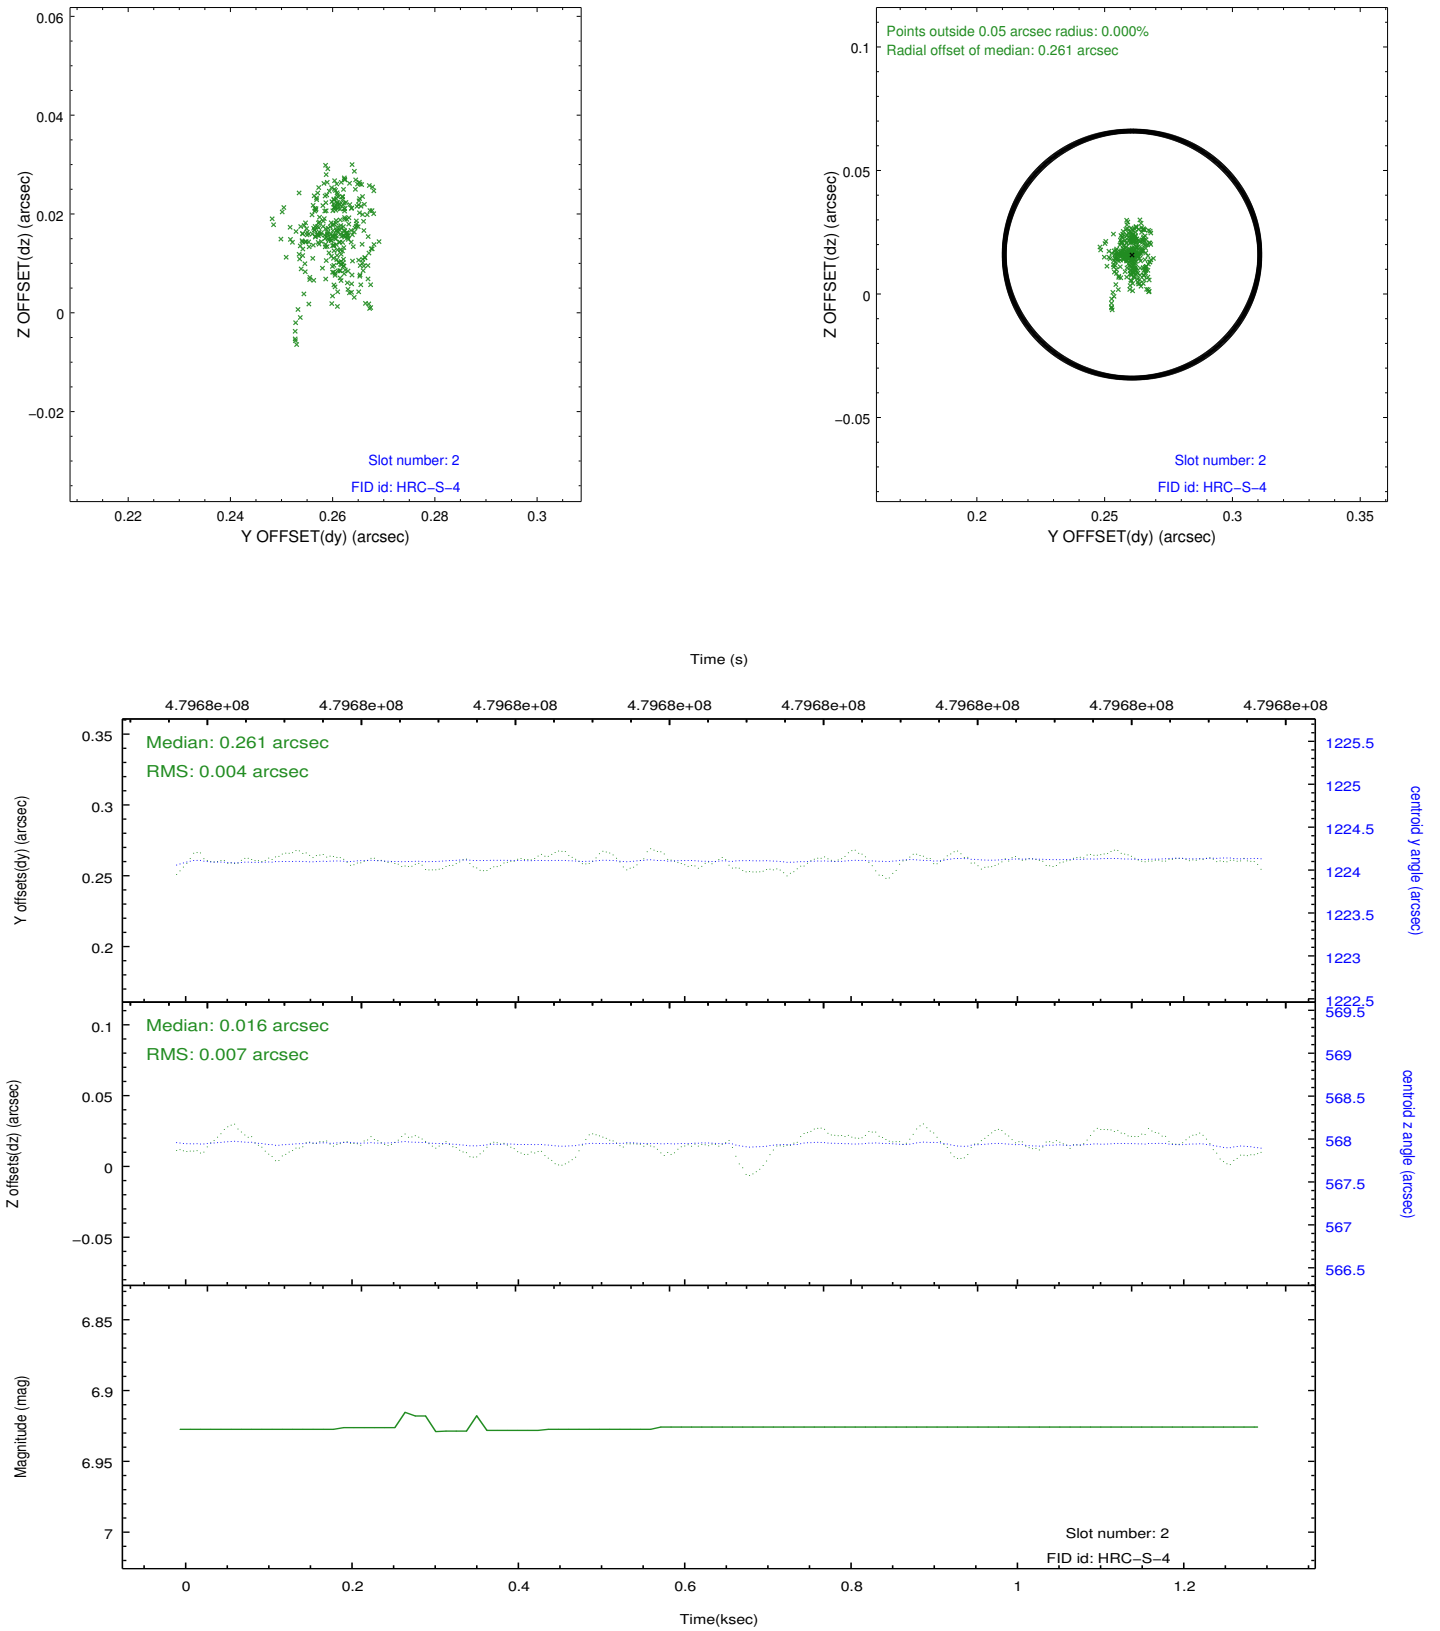 0.06
0.04
0.02
0
−0.02
Z OFFSET(dz) (arcsec)
Slot number: 2
FID id: HRC−S−4
0.22 0.24 0.26 0.28 0.3
Y OFFSET(dy) (arcsec)
Points outside 0.05 arcsec radius: 0.000%
Radial offset of median: 0.261 arcsec
0.1
0.05
0
−0.05
Z OFFSET(dz) (arcsec)
Slot number: 2
FID id: HRC−S−4
0.2 0.25 0.3 0.35
Y OFFSET(dy) (arcsec)
Time (s)
4.7968e+08 4.7968e+08 4.7968e+08 4.7968e+08 4.7968e+08 4.7968e+08 4.7968e+08 4.7968e+08
Median: 0.261 arcsec
RMS: 0.004 arcsec
0.35
0.3
0.25
0.2
Y offsets(dy) (arcsec)
1225.5
1225
1224.5
1224
1223.5
1223
1222.5
centroid y angle (arcsec)
Median: 0.016 arcsec
RMS: 0.007 arcsec
0.1
0.05
0
−0.05
Z offsets(dz) (arcsec)
569.5
569
568.5
568
567.5
567
566.5
centroid z angle (arcsec)
6.85
6.9
6.95
7
Magnitude (mag)
Slot number: 2
FID id: HRC−S−4
0 0.2 0.4 0.6 0.8 1 1.2
Time(ksec)